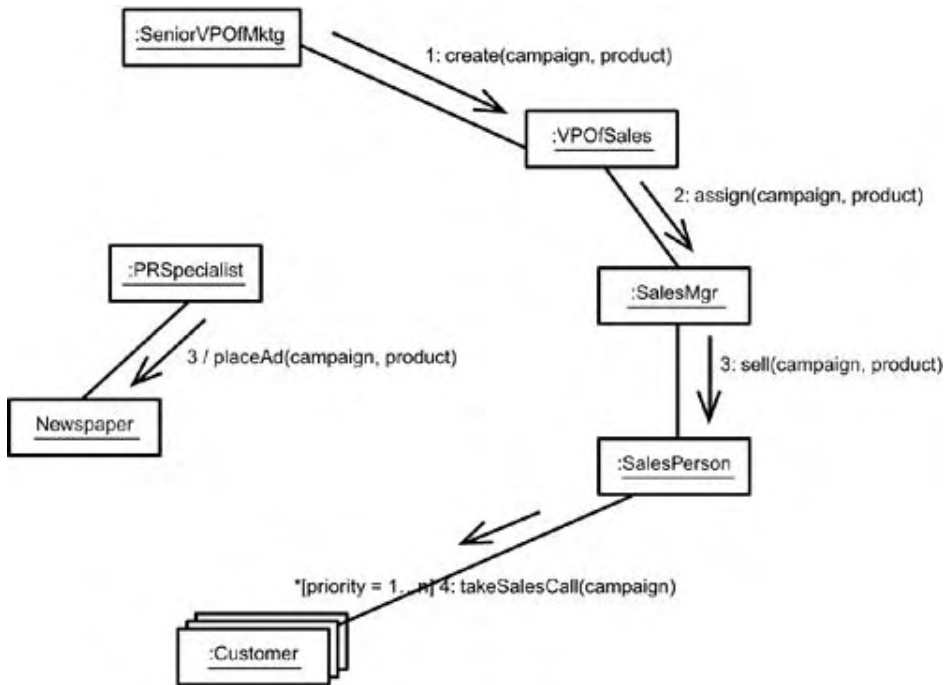 :SeniorVPOfMktg
1: create(campaign, product)
:VPOfSales
2: assign(campaign, product)
:PRSpecialist
:SalesMgr
3 / placeAd(campaign, product)
3: sell(campaign, product)
Newspaper
:SalesPerson
*[priority = 1...n] 4: takeSalesCall(campaign)
:Customer